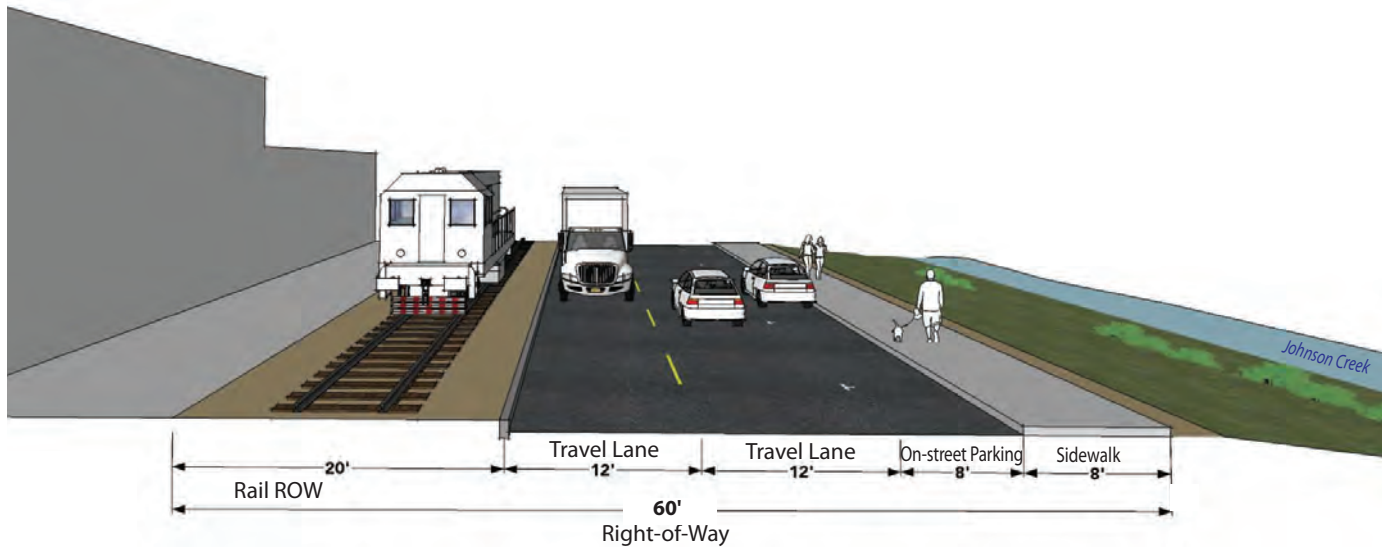 Johnson Creek
Travel Lane Travel Lane On-street Parking Sidewalk
20' 12' 12' 8' 8'
Rail ROW
60'
Right-of-Way